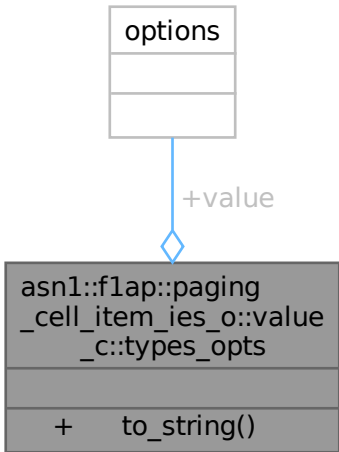 options
+value
asn1::f1ap::paging
_cell_item_ies_o::value
_c::types_opts
+ to_string()